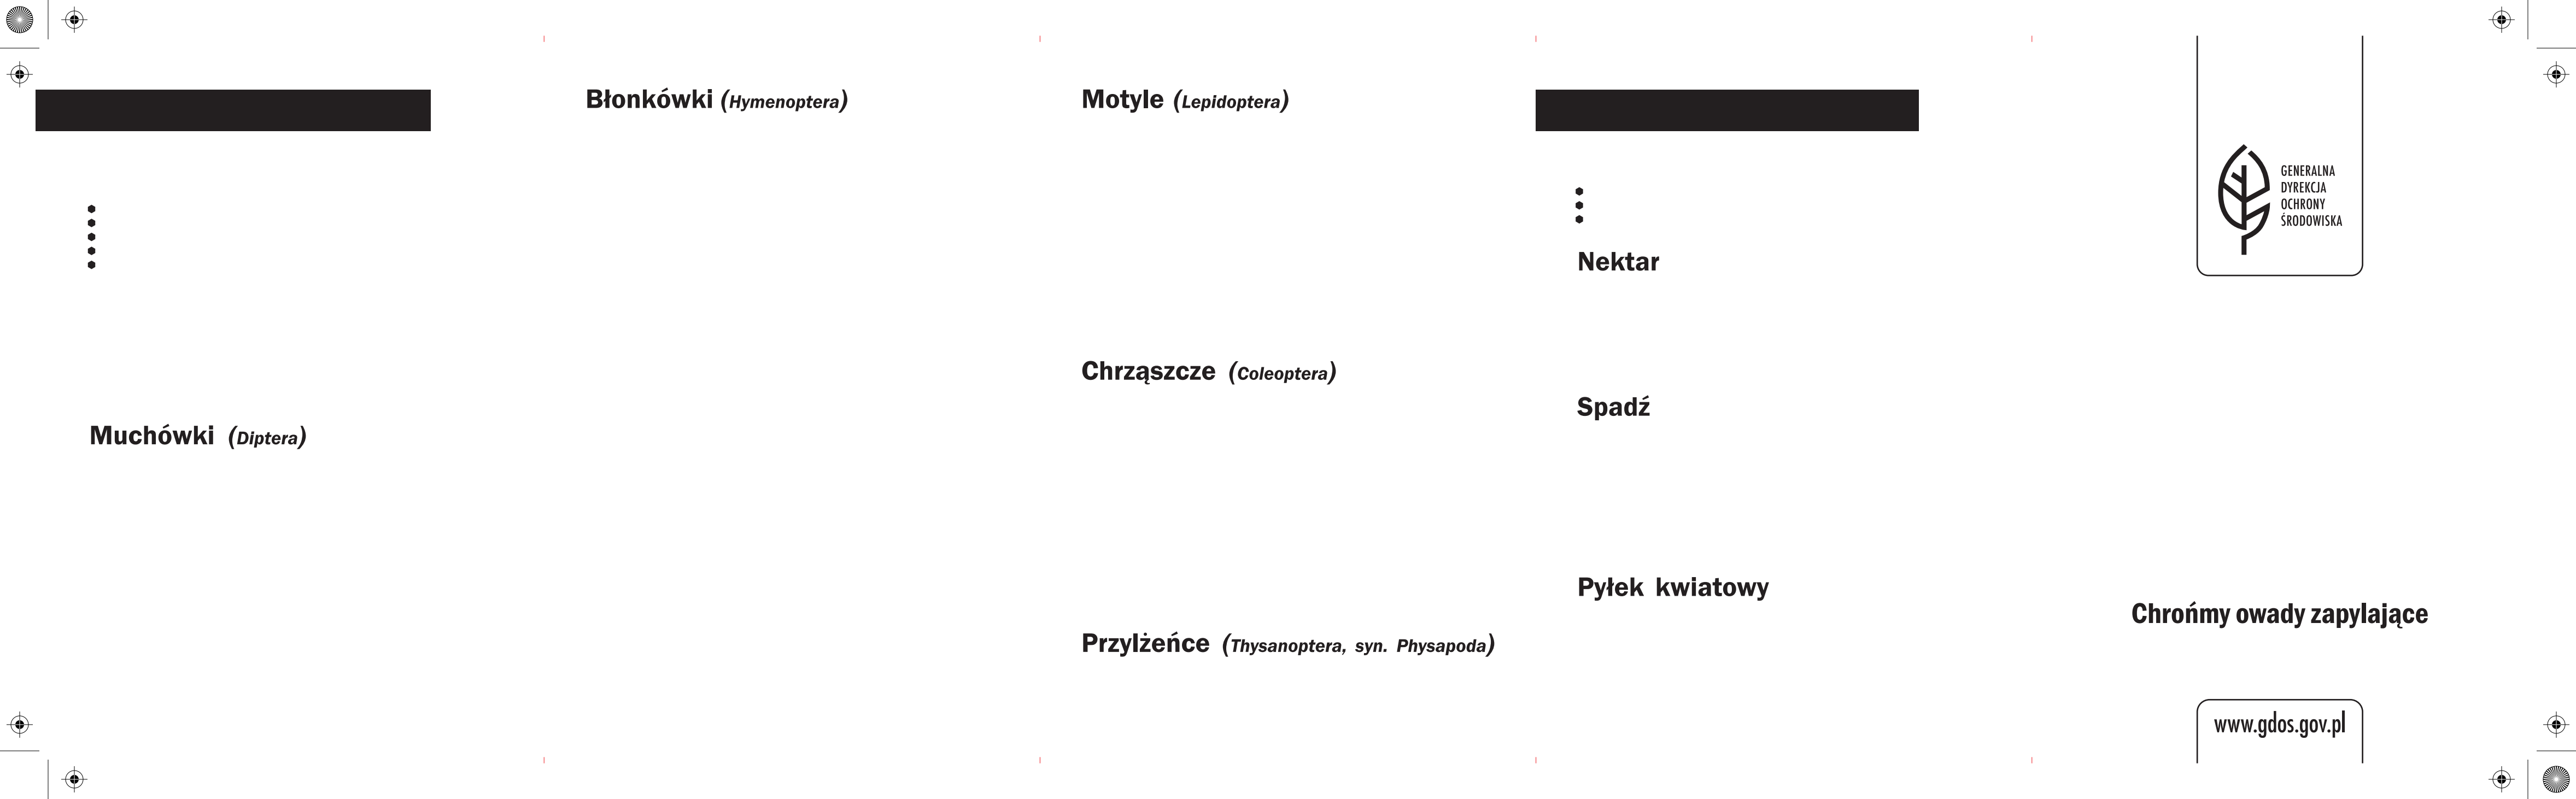 Muchówki (Diptera)
Błonkówki (Hymenoptera)
Motyle (Lepidoptera)
Chrząszcze (Coleoptera)
Przylżeńce (Thysanoptera, syn. Physapoda)
Nektar
Spadź
Pyłek kwiatowy
GENERALNA
DYREKCJA
OCHRONY
ŚRODOWISKA
Chrońmy owady zapylające
www.gdos.gov.pl